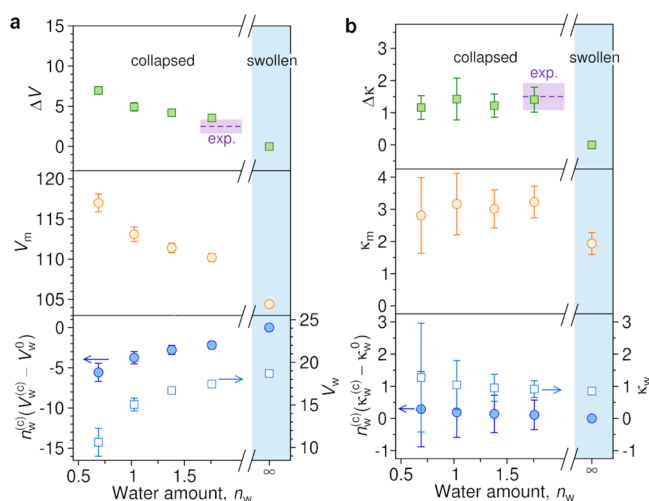 a
b
15
10
5
0
ΔV
collapsed
swollen
exp.
120
115
110
105
V_m
0
-5
-10
-15
n_w^(c)(V_w^(c) − V_w^0)
25
20
15
10
V_w
0.5
1
1.5
∞
Water amount, n_w
4
3
2
1
0
Δκ
collapsed
swollen
exp.
4
3
2
1
0
κ_m
3
2
1
0
-1
n_w^(c)(κ_w^(c) − κ_w^0)
3
2
1
0
-1
κ_w
0.5
1
1.5
∞
Water amount, n_w